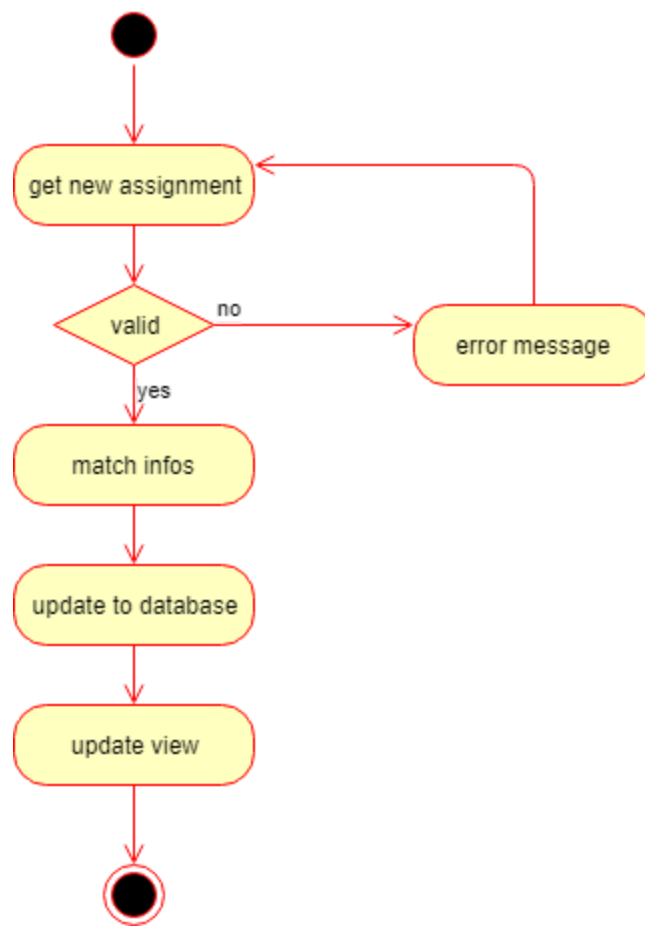 get new assignment
valid
no
error message
yes
match infos
update to database
update view